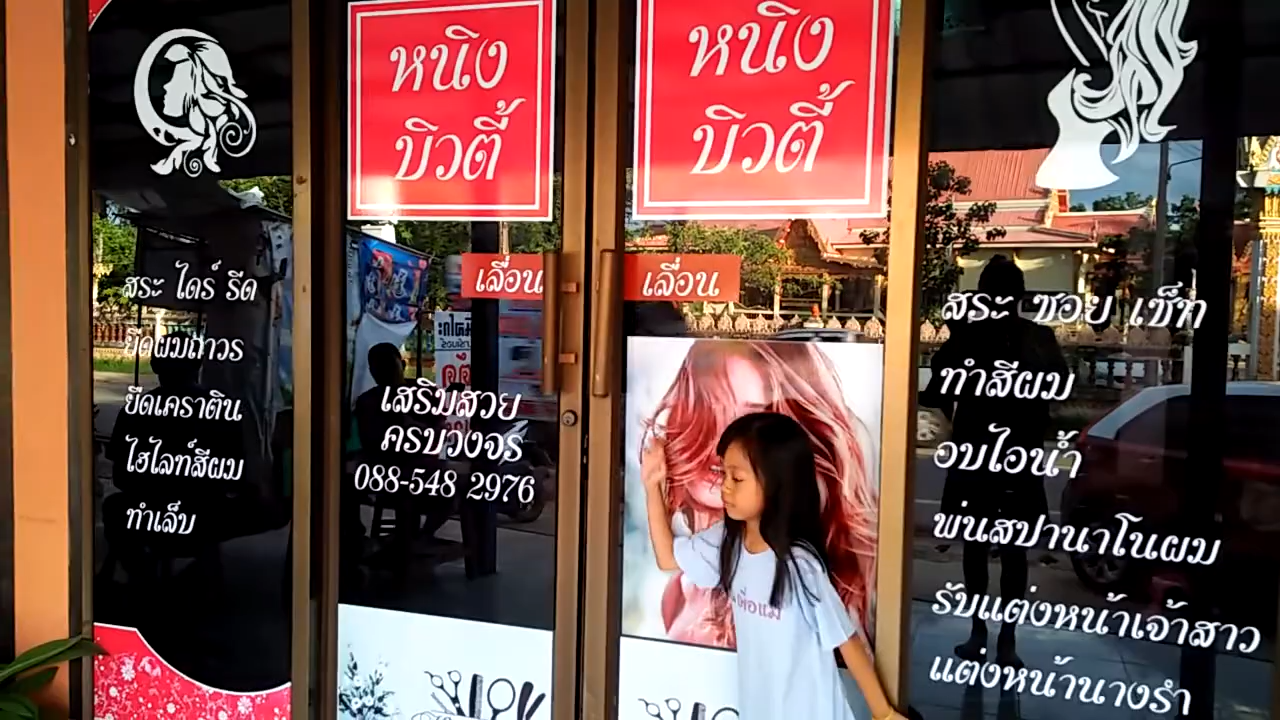 สระ ไดร์ รีด
ยืดผมถาวร
ยืดเคราติน
ไฮไลท์สีผม
ทำเล็บ
หนิง
บิวตี้
เลื่อน
เสริมสวย
ครบวงจร
088-548 2976
หนิง
บิวตี้
เลื่อน
พ่อแม่
สระ ซอย เซ็ท
ทำสีผม
อบไอน้ำ
พ่นสปานาโนผม
รับแต่งหน้าเจ้าสาว
แต่งหน้านางรำ